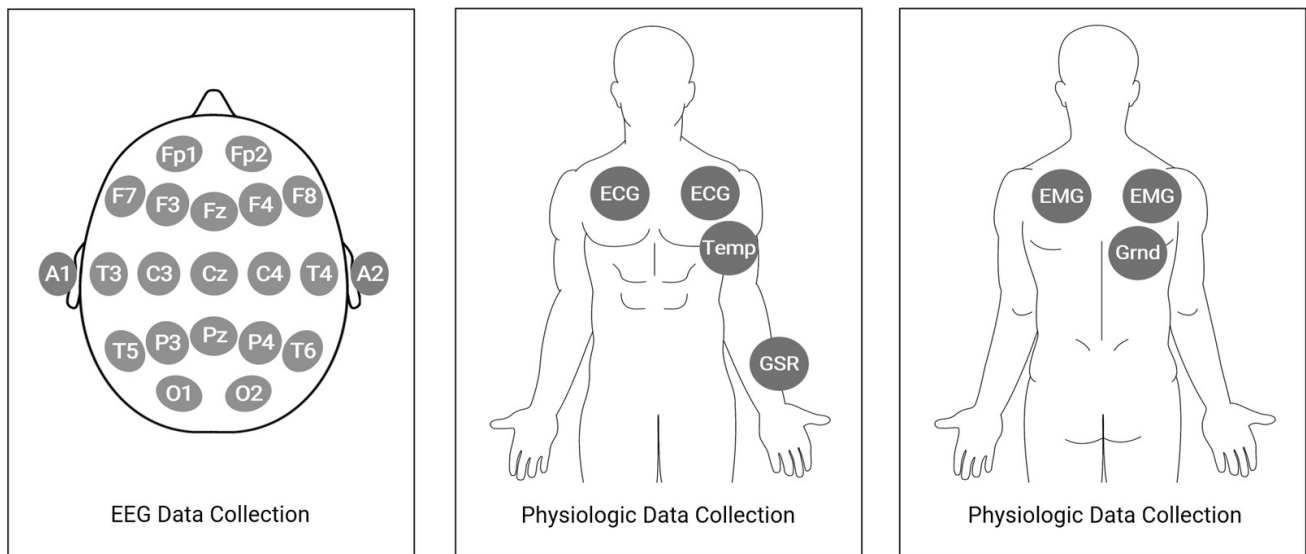 Fp1 Fp2
F7 F3 Fz F4 F8
A1 T3 C3 Cz C4 T4 A2
T5 P3 Pz P4 T6
O1 O2
EEG Data Collection
ECG ECG
Temp
GSR
Physiologic Data Collection
EMG EMG
Grnd
Physiologic Data Collection